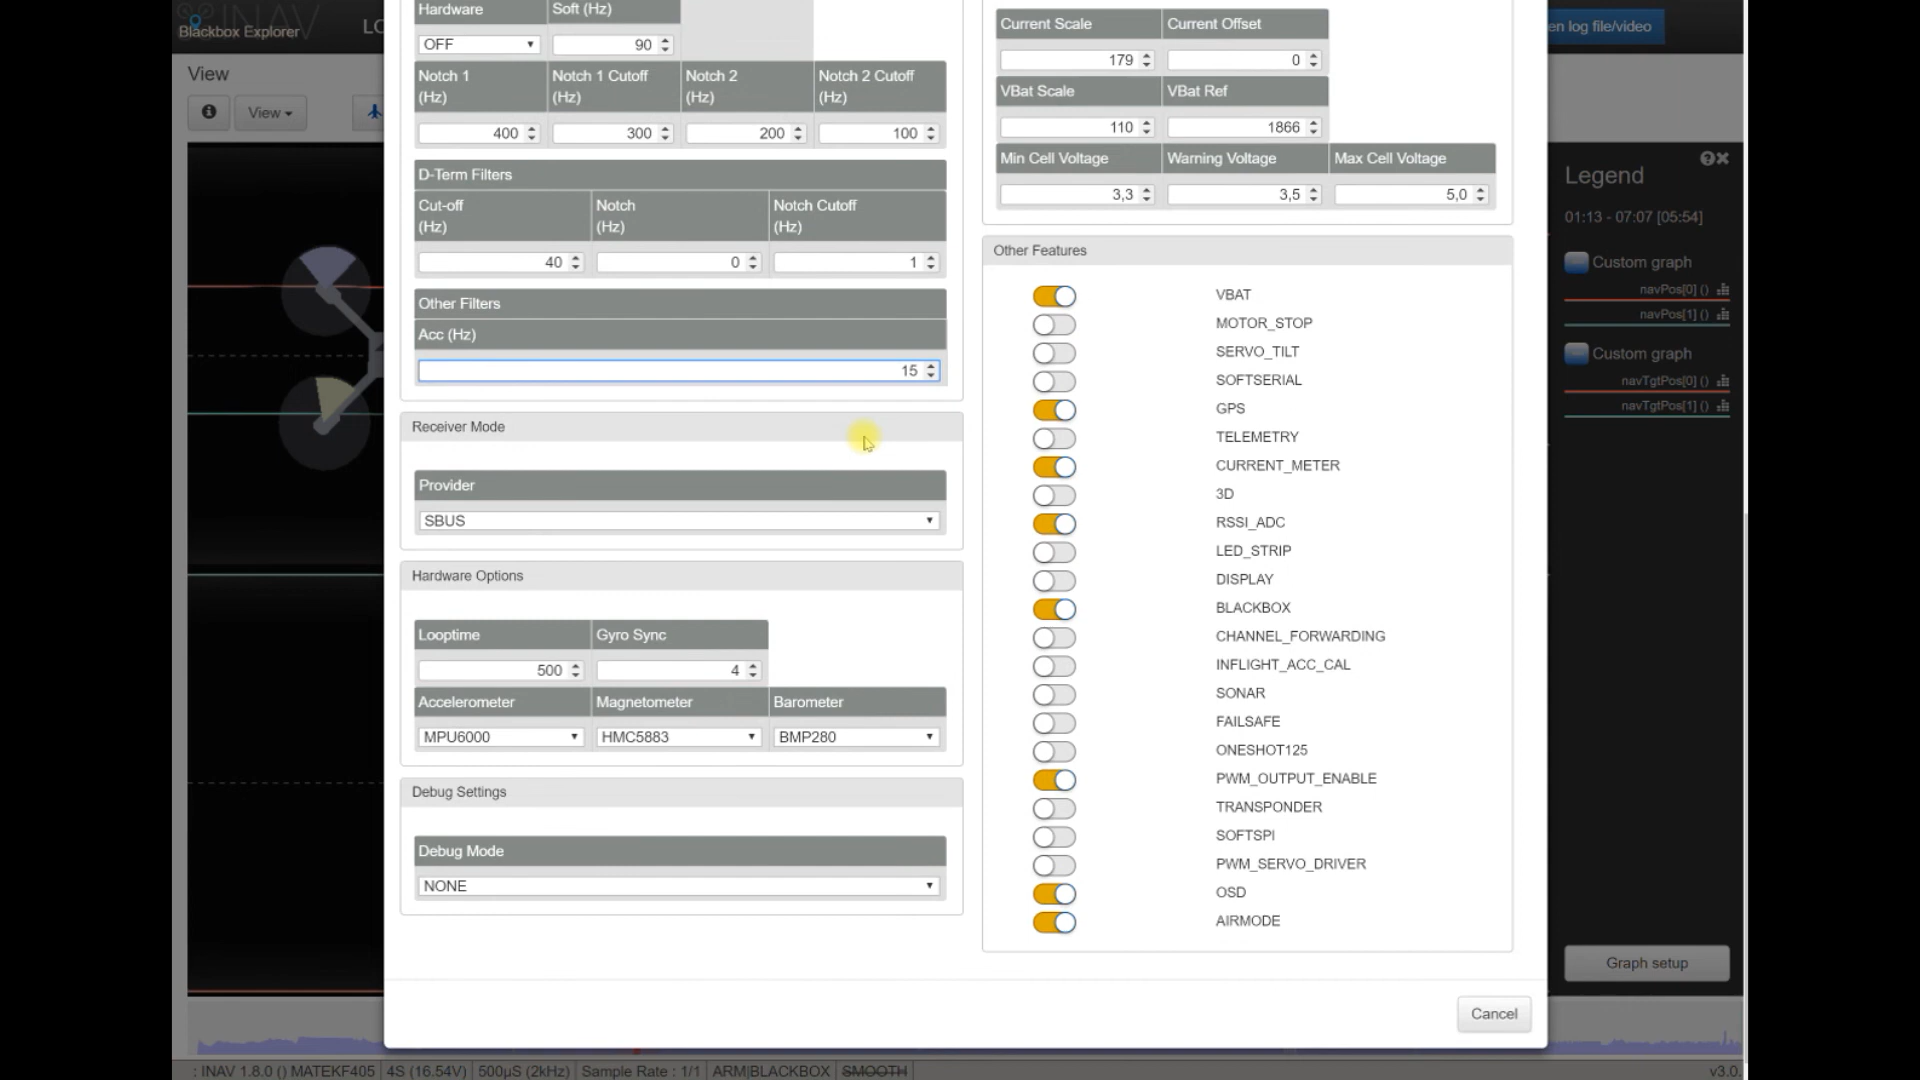 INAV
Blackbox Explorer
LO
en log file/video
View
View
Hardware
Soft (Hz)
OFF
90
Notch 1
(Hz)
Notch 1 Cutoff
(Hz)
Notch 2
(Hz)
Notch 2 Cutoff
(Hz)
400
300
200
100
D-Term Filters
Cut-off
(Hz)
Notch
(Hz)
Notch Cutoff
(Hz)
40
0
1
Other Filters
Acc (Hz)
15
Receiver Mode
Provider
SBUS
Hardware Options
Looptime
Gyro Sync
500
4
Accelerometer
Magnetometer
Barometer
MPU6000
HMC5883
BMP280
Debug Settings
Debug Mode
NONE
Current Scale
Current Offset
179
0
VBat Scale
VBat Ref
110
1866
Min Cell Voltage
Warning Voltage
Max Cell Voltage
3,3
3,5
5,0
Other Features
VBAT
MOTOR_STOP
SERVO_TILT
SOFTSERIAL
GPS
TELEMETRY
CURRENT_METER
3D
RSSI_ADC
LED_STRIP
DISPLAY
BLACKBOX
CHANNEL_FORWARDING
INFLIGHT_ACC_CAL
SONAR
FAILSAFE
ONESHOT125
PWM_OUTPUT_ENABLE
TRANSPONDER
SOFTSPI
PWM_SERVO_DRIVER
OSD
AIRMODE
Cancel
Legend
01:13 - 07:07 [05:54]
Custom graph
navPos[0] ()
navPos[1] ()
Custom graph
navTgtPos[0] ()
navTgtPos[1] ()
Graph setup
: INAV 1.8.0 () MATEKF405 | 4S (16.54V) | 500µS (2kHz) | Sample Rate : 1/1 | ARM|BLACKBOX | SMOOTH |
v3.0.